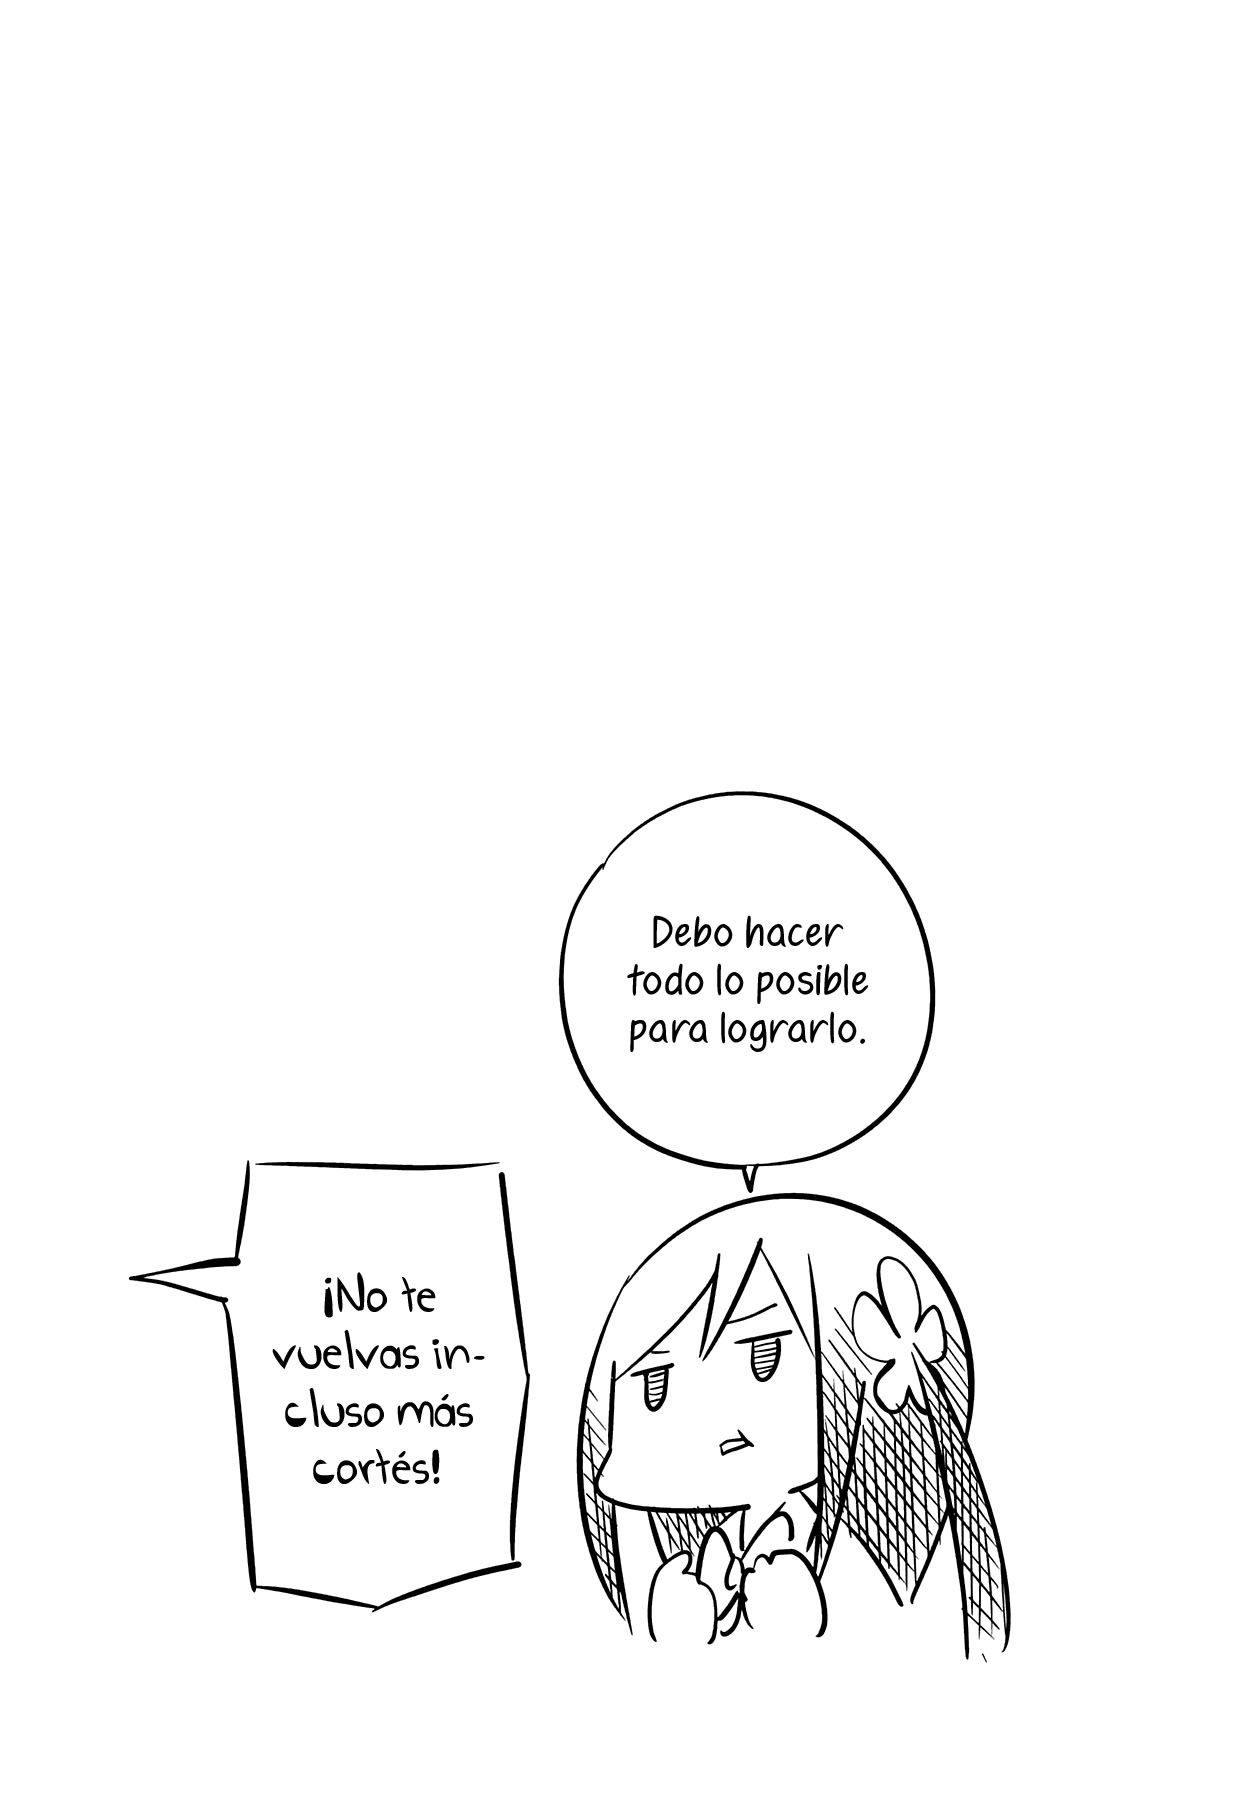 Debo hacer
todo lo posible
para lograrlo.
¡No te
vuelvas in-
cluso más
cortés!